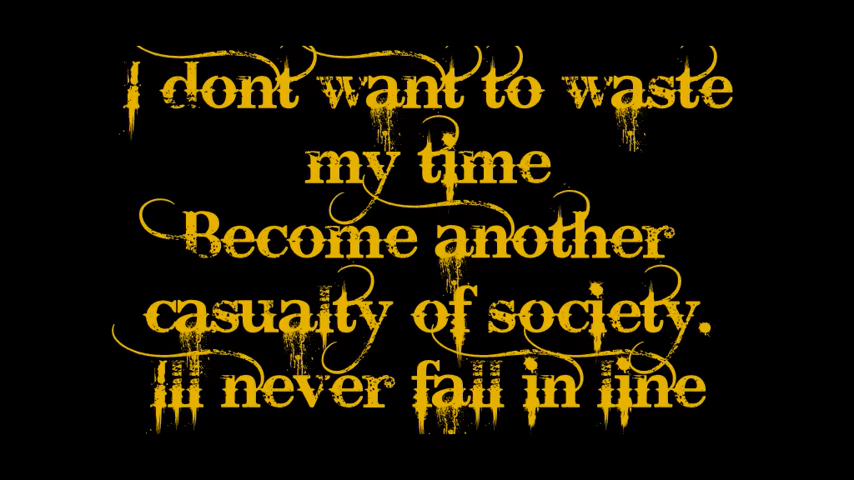 I dont want to waste
my time
Become another
casualty of society.
Ill never fall in line